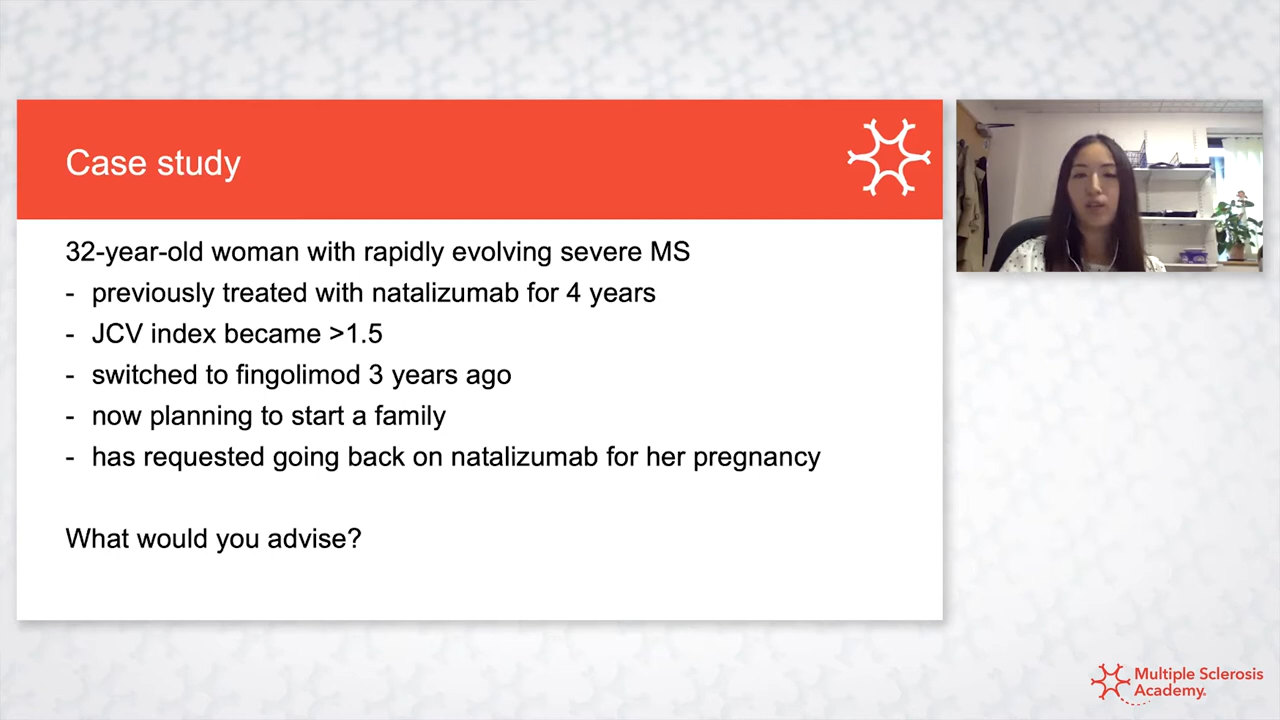 Case study
32-year-old woman with rapidly evolving severe MS
- previously treated with natalizumab for 4 years
- JCV index became >1.5
- switched to fingolimod 3 years ago
- now planning to start a family
- has requested going back on natalizumab for her pregnancy
What would you advise?
Multiple Sclerosis
Academy.